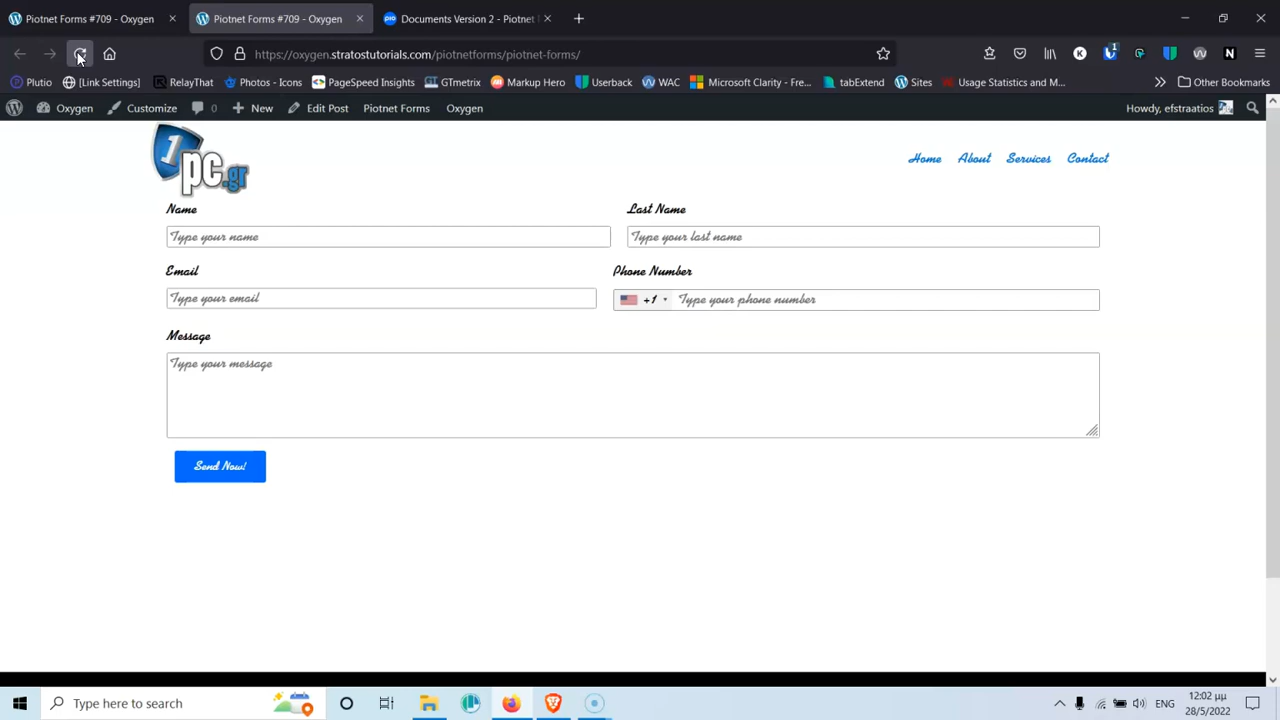 Piotnet Forms #709 - Oxygen
Piotnet Forms #709 - Oxygen
Documents Version 2 - Piotnet
https://oxygen.stratostutorials.com/piotnetforms/piotnet-forms/
Plutio
[Link Settings]
RelayThat
Photos - Icons
PageSpeed Insights
GTmetrix
Markup Hero
Userback
WAC
Microsoft Clarity - Fre...
tabExtend
Sites
Usage Statistics and M...
Other Bookmarks
Oxygen
Customize
0
New
Edit Post
Piotnet Forms
Oxygen
Howdy, efstraatios
1pc.gr
Home
About
Services
Contact
Name
Last Name
Type your name
Type your last name
Email
Phone Number
Type your email
+1
Type your phone number
Message
Type your message
Send Now!
Type here to search
ENG
12:02 μμ
28/5/2022